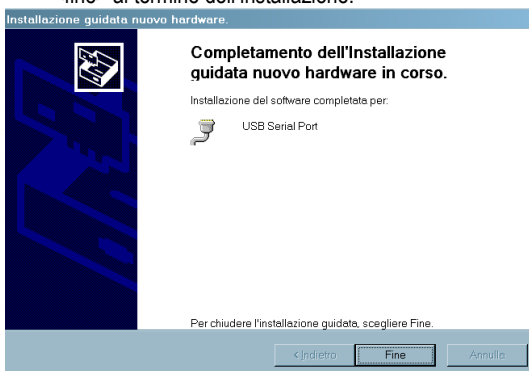 fine" al termine dell'installazione.
Installazione guidata nuovo hardware.
Completamento dell'Installazione
guidata nuovo hardware in corso.
Installazione del software completata per:
USB Serial Port
Per chiudere l'installazione guidata, scegliere Fine.
< Indietro
Fine
Annulla